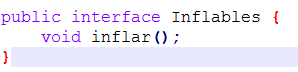 public interface Inflables {
    void inflar();
}